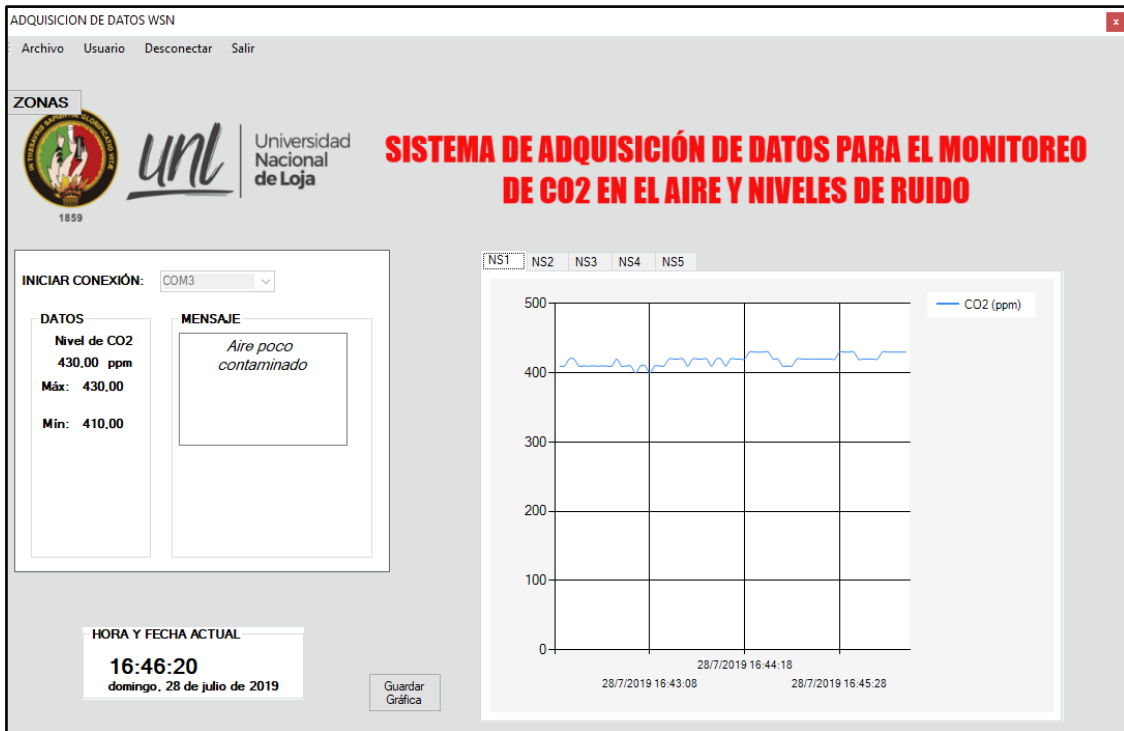 ADQUISICION DE DATOS WSN
x
Archivo Usuario Desconectar Salir
ZONAS
1859
unl
Universidad
Nacional
de Loja
SISTEMA DE ADQUISICIÓN DE DATOS PARA EL MONITOREO
DE CO2 EN EL AIRE Y NIVELES DE RUIDO
INICIAR CONEXIÓN: COM3
DATOS
Nivel de CO2
430,00 ppm
Máx: 430,00
Mín: 410,00
MENSAJE
Aire poco
contaminado
HORA Y FECHA ACTUAL
16:46:20
domingo, 28 de julio de 2019
Guardar
Gráfica
NS1 NS2 NS3 NS4 NS5
CO2 (ppm)
500
400
300
200
100
0
28/7/2019 16:44:18
28/7/2019 16:43:08 28/7/2019 16:45:28